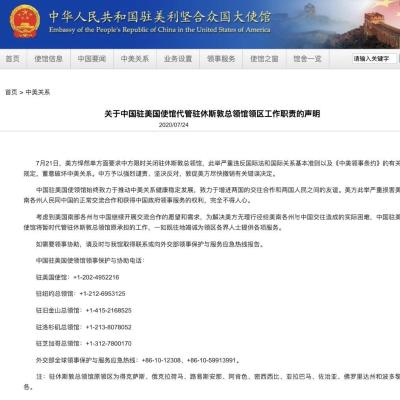 中华人民共和国驻美利坚合众国大使馆
Embassy of the People's Republic of China in the United States of America
首页 使馆信息 中国要闻 中美关系 业务设置 领事服务 使馆之窗 馆舍一览
首页 > 中美关系
关于中国驻美国使馆代管驻休斯敦总领馆领区工作职责的声明
2020/07/24
7月21日，美方悍然单方面要求中方限时关闭驻休斯敦总领馆，此举严重违反国际法和国际关系基本准则以及《中美领事条约》的有关
规定，蓄意破坏中美关系。中方予以强烈谴责，坚决反对，敦促美方尽快撤销有关错误决定。
中国驻美国使领馆始终致力于推动中美关系健康稳定发展，致力于增进两国的交往合作和两国人民之间的友谊。美方此举严重损害美
南各州人民同中国的正常交流合作和获得中国政府领事服务的权利，完全不得人心。
考虑到美国南部各州与中国继续开展交流合作的愿望和需求，为解决美方无理行径给美南各州与中国交往造成的实际困难，中国驻美
使馆将暂时代管驻休斯敦总领馆原承担的工作，一如既往地竭诚为领区各界人士提供各项服务。
如需要领事协助，请及时与我馆取得联系或向外交部领事保护与服务应急热线报告。
中国驻美国使领馆领事保护与协助电话：
驻美国使馆：+1-202-4952216
驻纽约总领馆：+1-212-6953125
驻旧金山总领馆：+1-415-2168525
驻洛杉矶总领馆：+1-213-8078052
驻芝加哥总领馆：+1-312-7800170
外交部全球领事保护与服务应急热线：+86-10-12308、+86-10-59913991。
注：驻休斯敦总领馆原领区为得克萨斯、俄克拉荷马、路易斯安那、阿肯色、密西西比、亚拉巴马、佐治亚、佛罗里达州和波多黎
各。